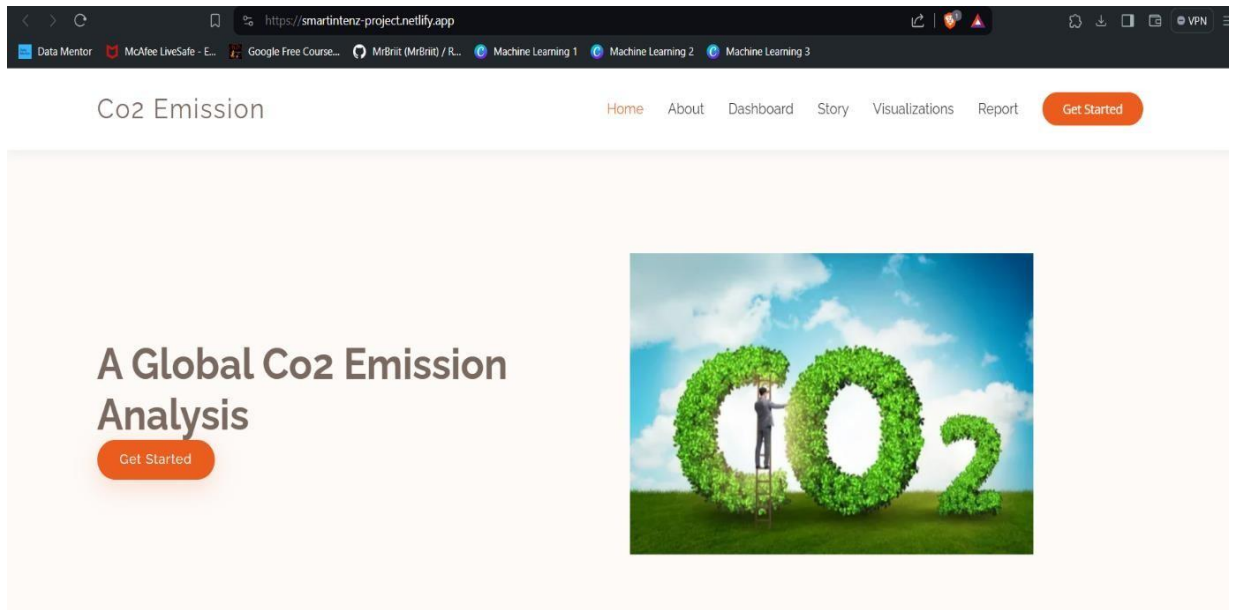 https://smartintenz-project.netlify.app
VPN
Data Mentor McAfee LiveSafe - E... Google Free Course... MrBriit (MrBriit) / R... Machine Learning 1 Machine Learning 2 Machine Learning 3
Co2 Emission
Home About Dashboard Story Visualizations Report Get Started
A Global Co2 Emission
Analysis
Get Started
CO2